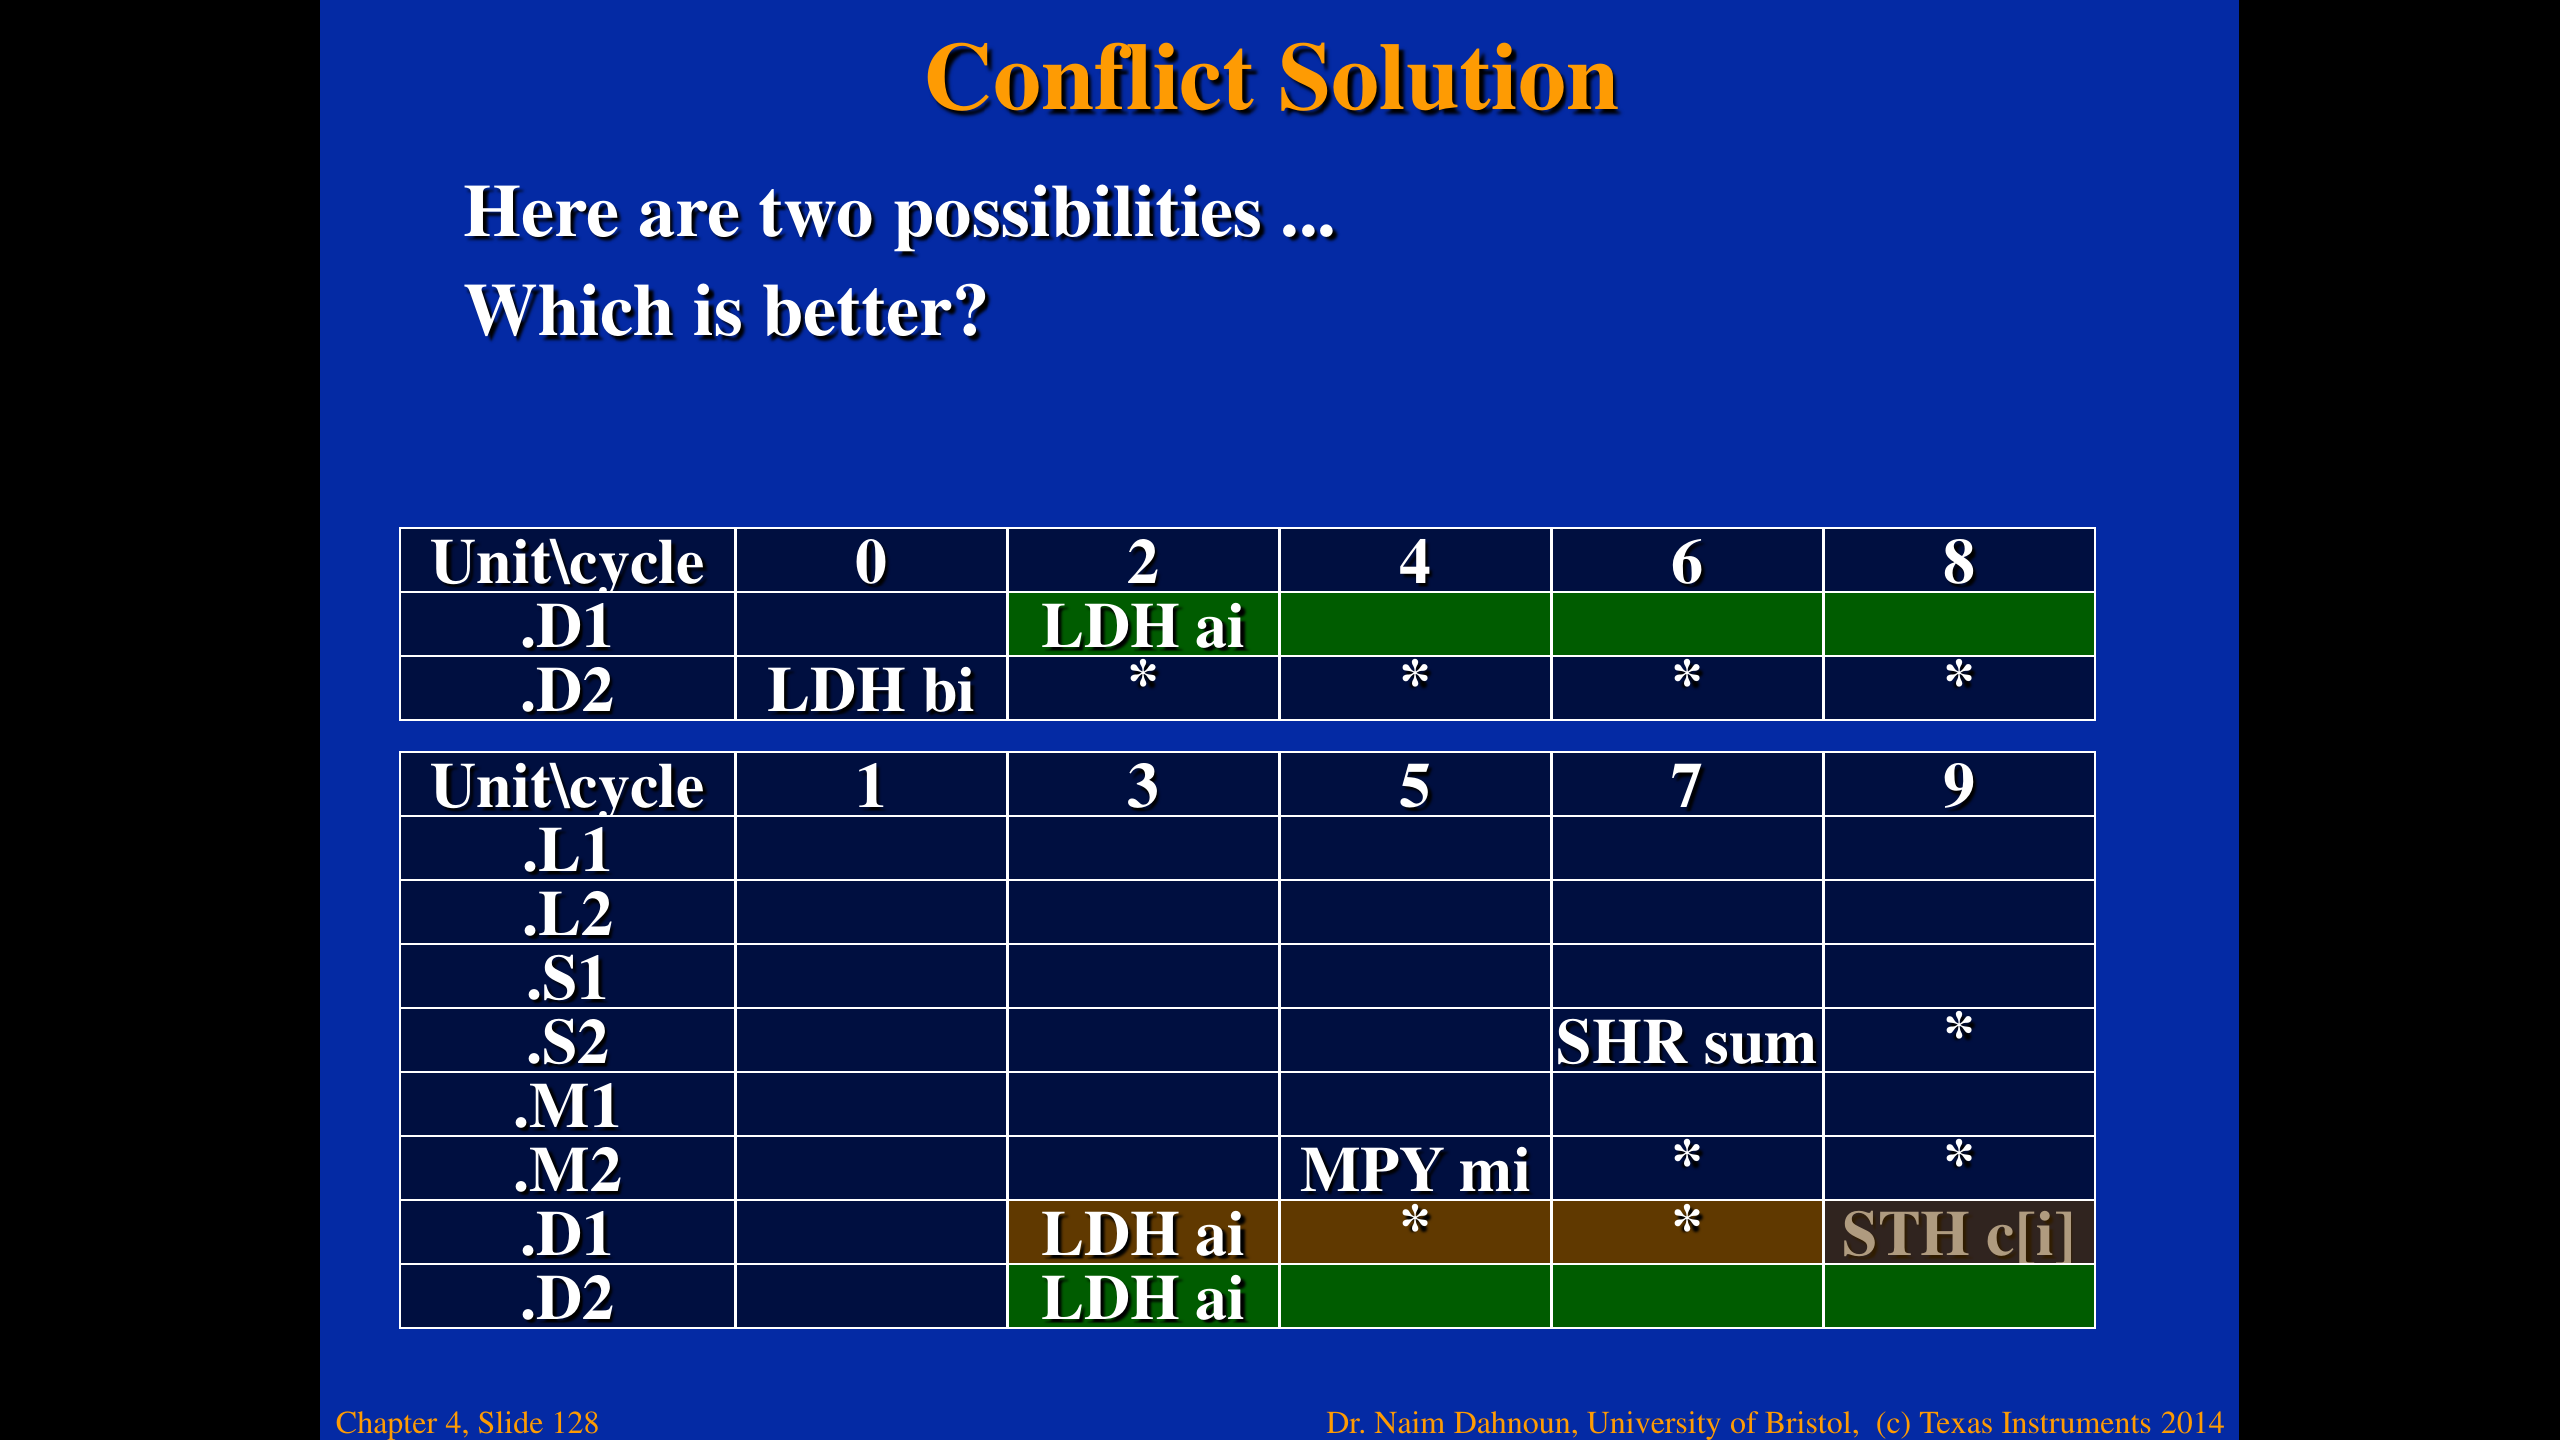 Conflict Solution
Here are two possibilities ...
Which is better?
Unit\cycle 0 2 4 6 8
.D1 LDH ai
.D2 LDH bi * * * *
Unit\cycle 1 3 5 7 9
.L1
.L2
.S1
.S2 SHR sum *
.M1
.M2 MPY mi * *
.D1 LDH ai * * STH c[i]
.D2 LDH ai
Chapter 4, Slide 128 Dr. Naim Dahnoun, University of Bristol, (c) Texas Instruments 2014